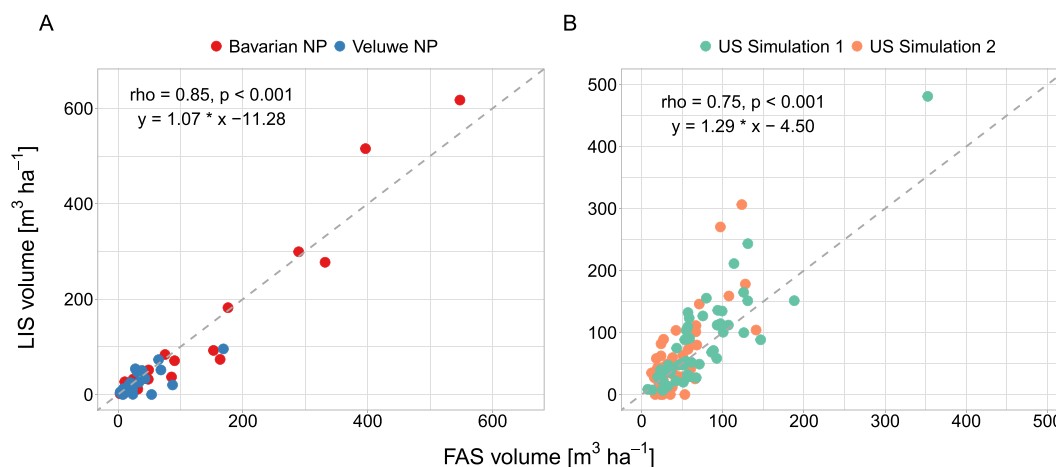 A
B
Bavarian NP Veluwe NP
US Simulation 1 US Simulation 2
rho = 0.85, p < 0.001
y = 1.07 * x −11.28
rho = 0.75, p < 0.001
y = 1.29 * x − 4.50
LIS volume [m³ ha⁻¹]
600
400
200
0
0 200 400 600
500
400
300
200
100
0
0 100 200 300 400 500
FAS volume [m³ ha⁻¹]